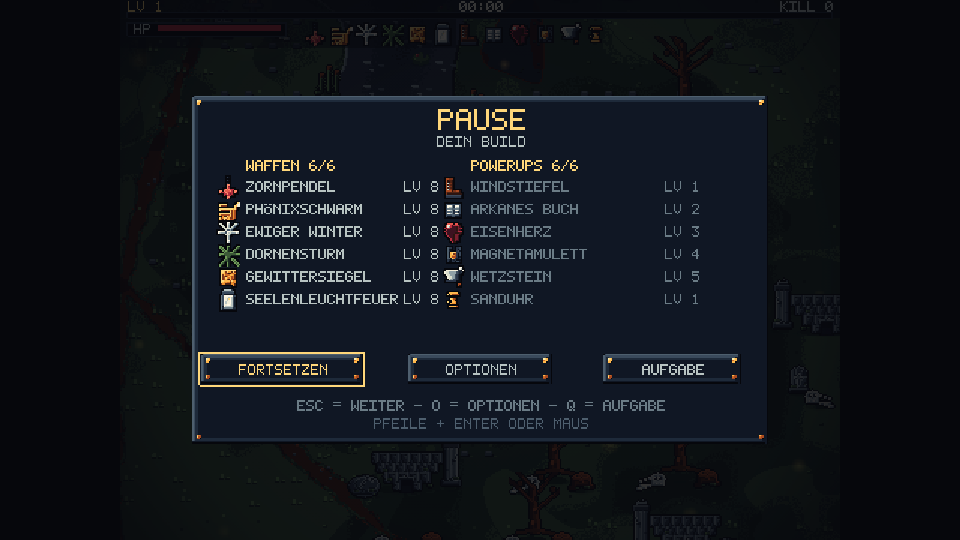 LV 1 00:00 KILL 0
HP
PAUSE
DEIN BUILD
WAFFEN 6/6 POWERUPS 6/6
ZORNPENDEL LV 8 WINDSTIEFEL LV 1
PHÖNIXSCHWARM LV 8 ARKANES BUCH LV 2
EWIGER WINTER LV 8 EISENHERZ LV 3
DORNENSTURM LV 8 MAGNETAMULETT LV 4
GEWITTERSIEGEL LV 8 WETZSTEIN LV 5
SEELENLEUCHTFEUER LV 8 SANDUHR LV 1
FORTSETZEN OPTIONEN AUFGABE
ESC = WEITER - O = OPTIONEN - Q = AUFGABE
PFEILE + ENTER ODER MAUS